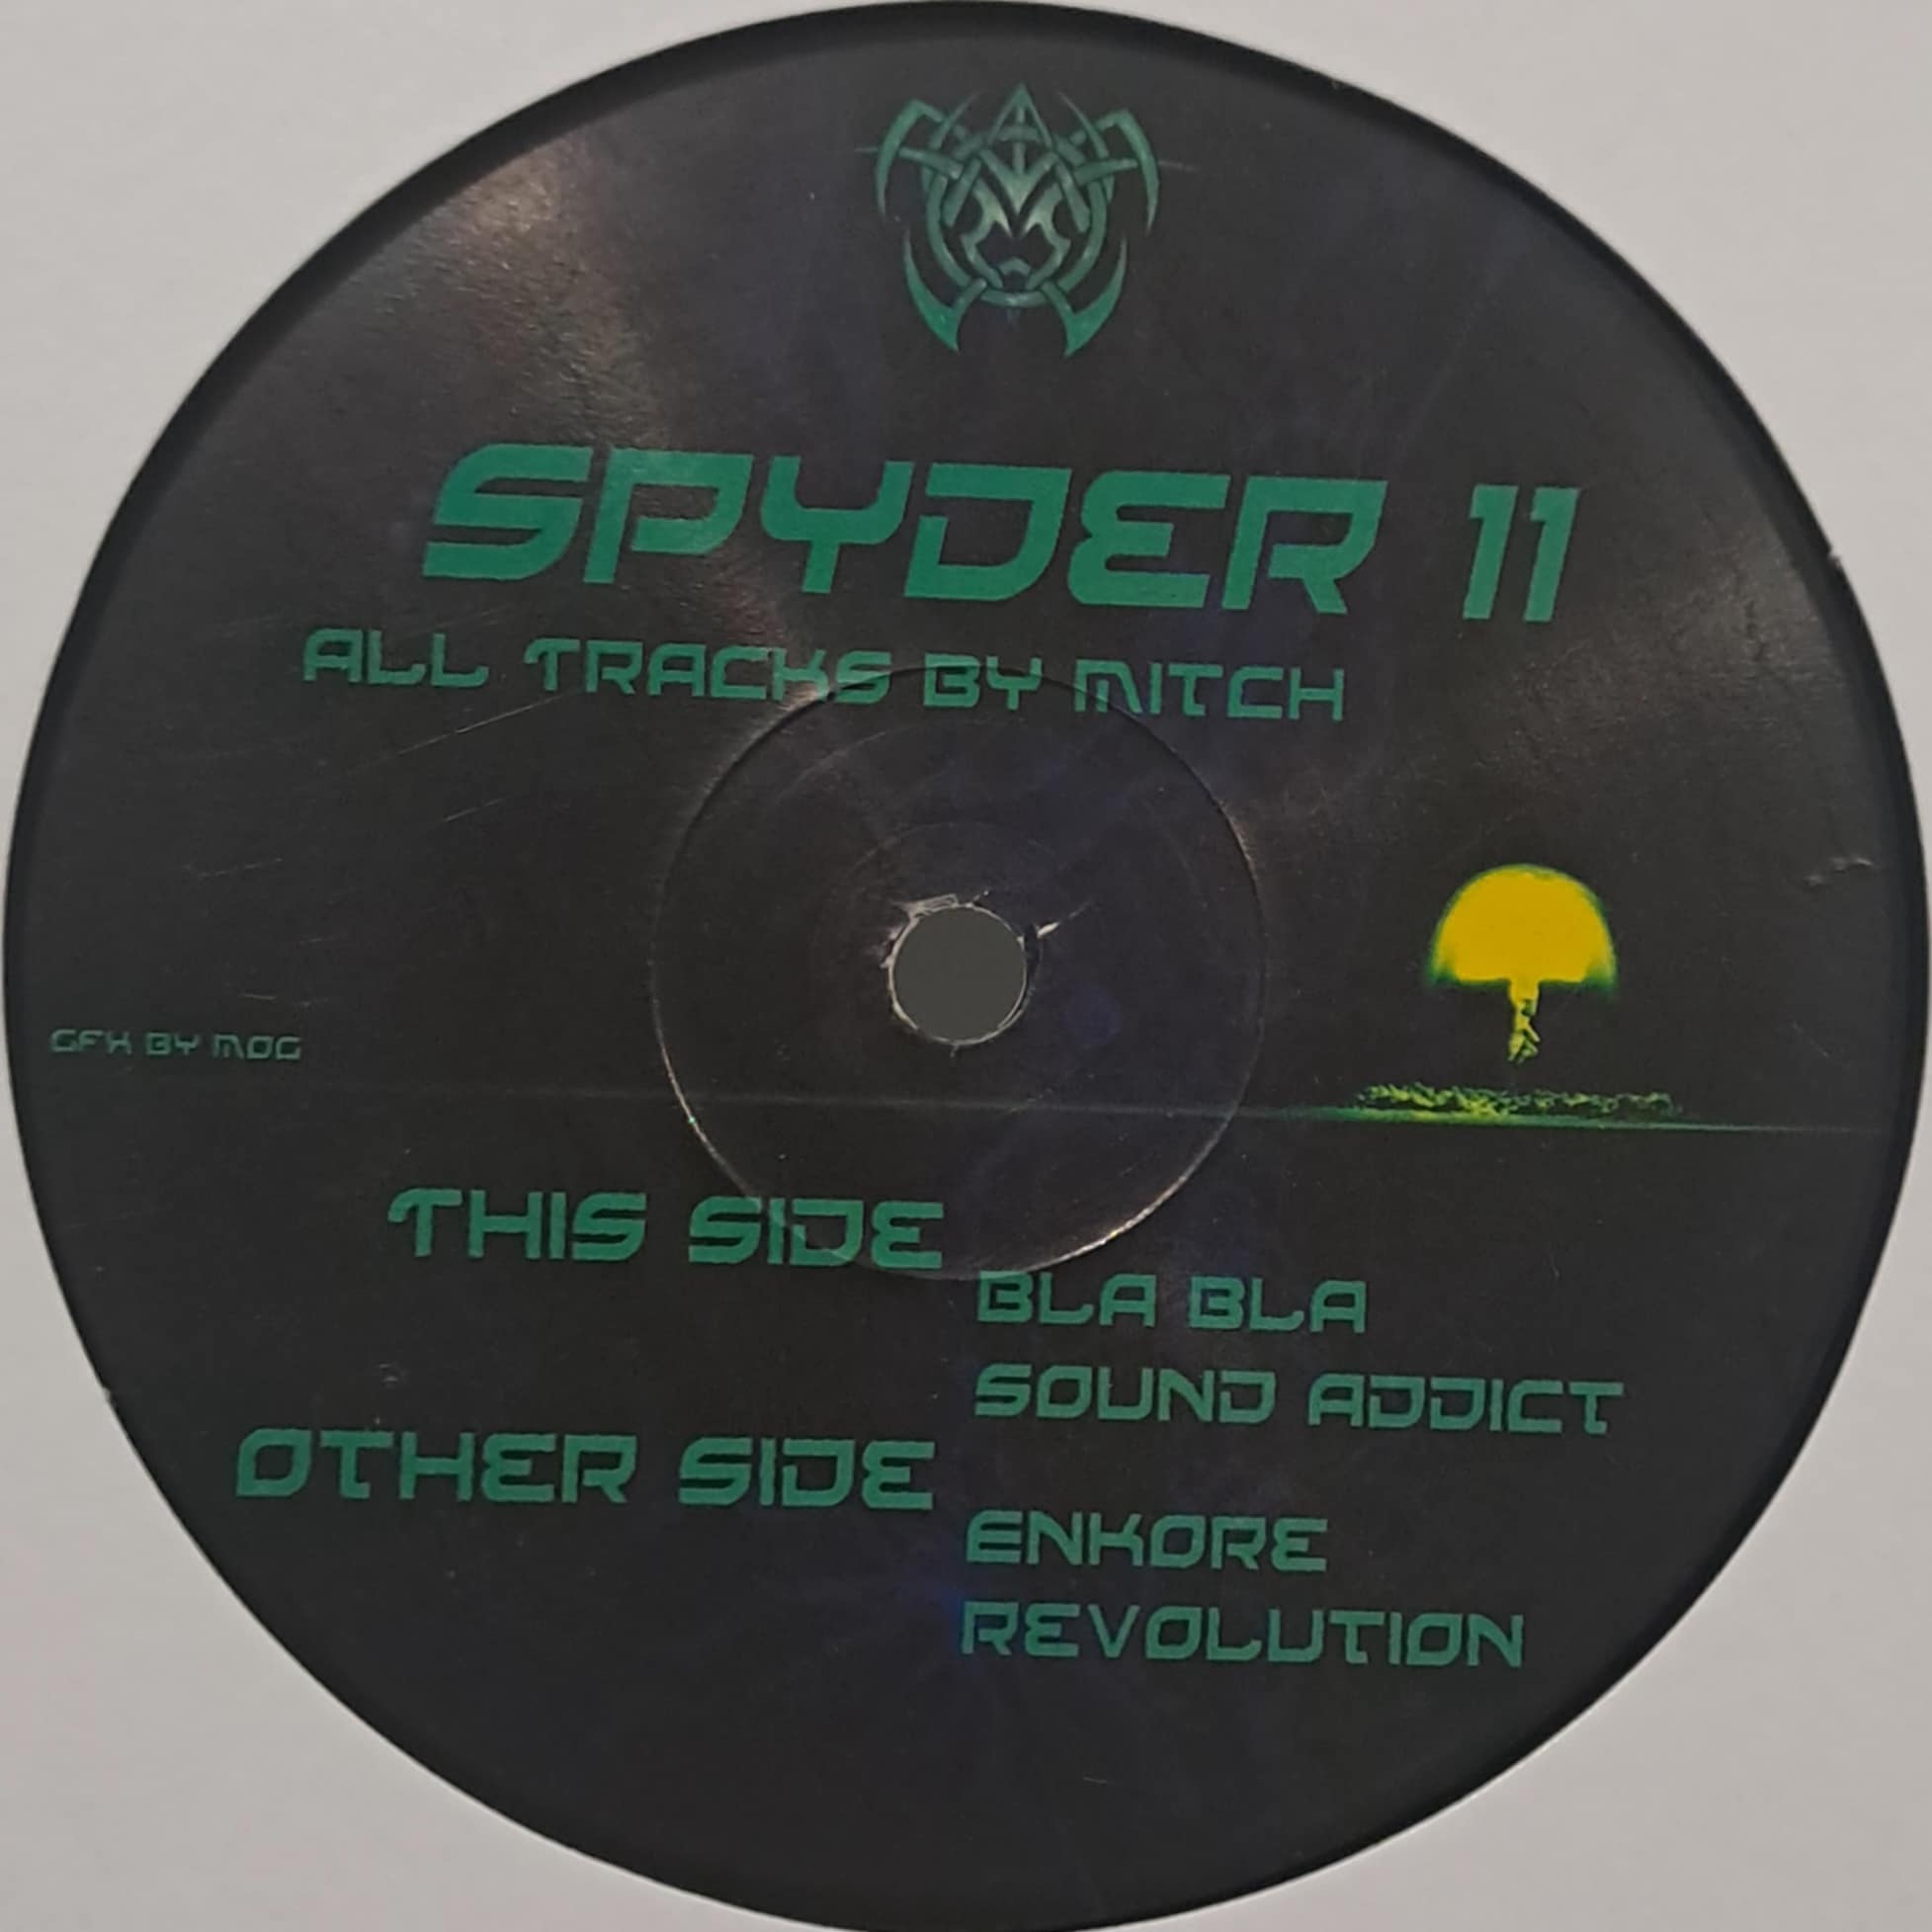 SPYDER 11
ALL TRACKS BY MITCH
GFX BY MOG
THIS SIDE
BLA BLA
SOUND ADDICT
OTHER SIDE
ENKORE
REVOLUTION